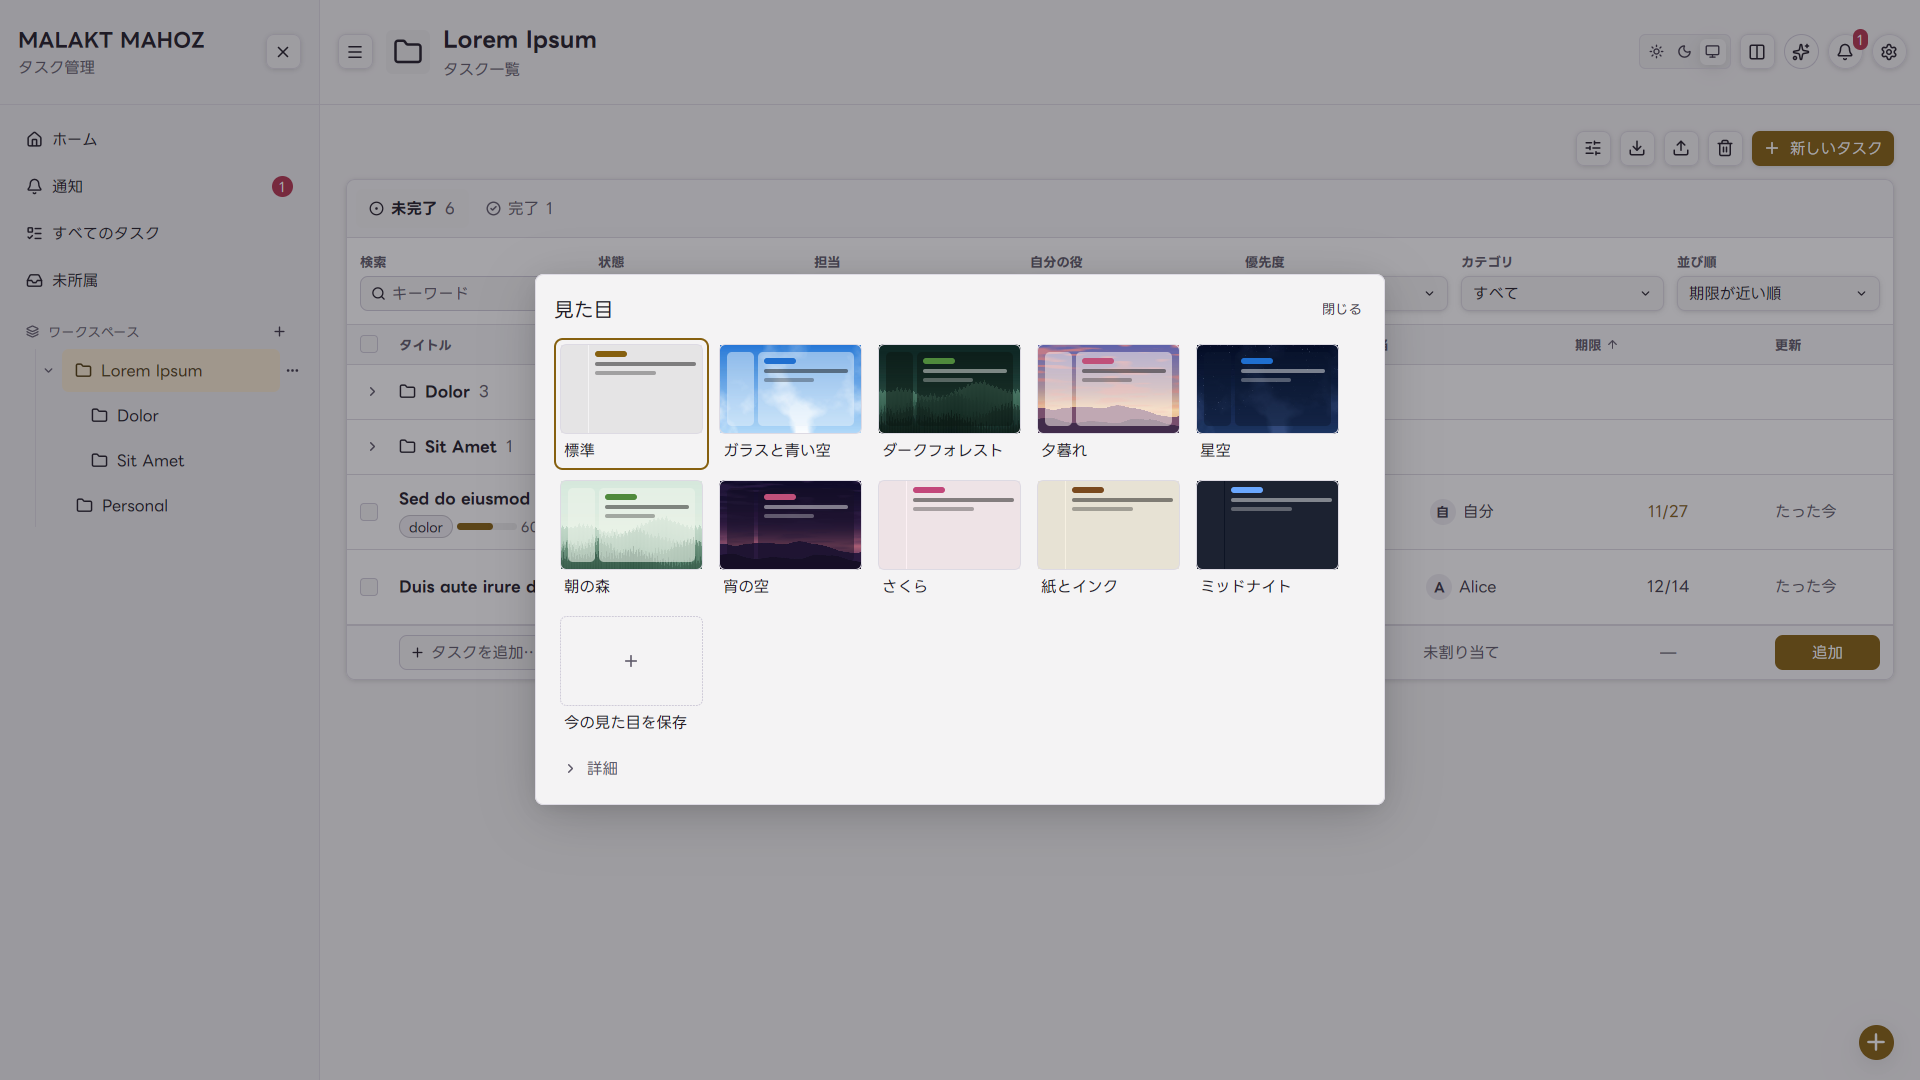 MALAKT MAHOZ
タスク管理
Lorem Ipsum
タスク一覧
1
ホーム
通知 1
すべてのタスク
未所属
ワークスペース
Lorem Ipsum
Dolor
Sit Amet
Personal
新しいタスク
未完了 6 完了 1
検索 状態 担当 自分の役 優先度 カテゴリ 並び順
キーワード すべて 期限が近い順
タイトル 期限 更新
Dolor 3
Sit Amet 1
Sed do eiusmod
dolor
自分 11/27 たった今
Duis aute irure
A Alice 12/14 たった今
タスクを追加… 未割り当て — 追加
見た目 閉じる
標準 ガラスと青い空 ダークフォレスト 夕暮れ 星空
朝の森 宵の空 さくら 紙とインク ミッドナイト
今の見た目を保存
詳細